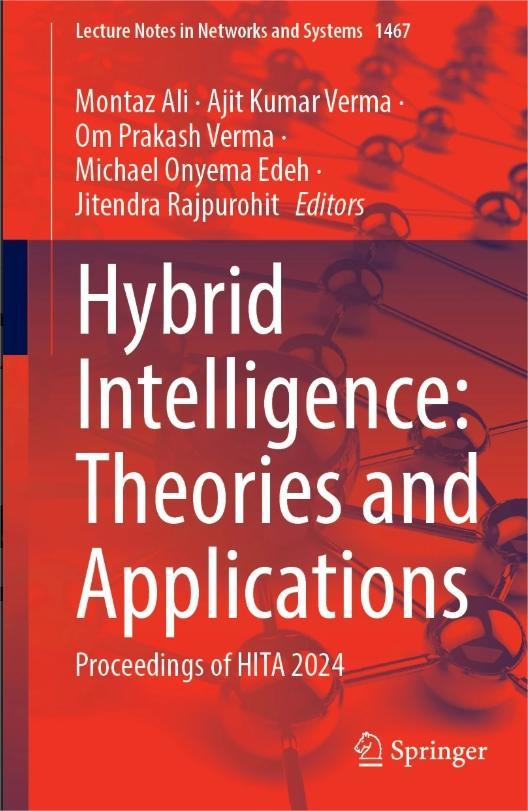 Lecture Notes in Networks and Systems 1467
Montaz Ali · Ajit Kumar Verma ·
Om Prakash Verma ·
Michael Onyema Edeh ·
Jitendra Rajpurohit Editors
Hybrid
Intelligence:
Theories and
Applications
Proceedings of HITA 2024
Springer